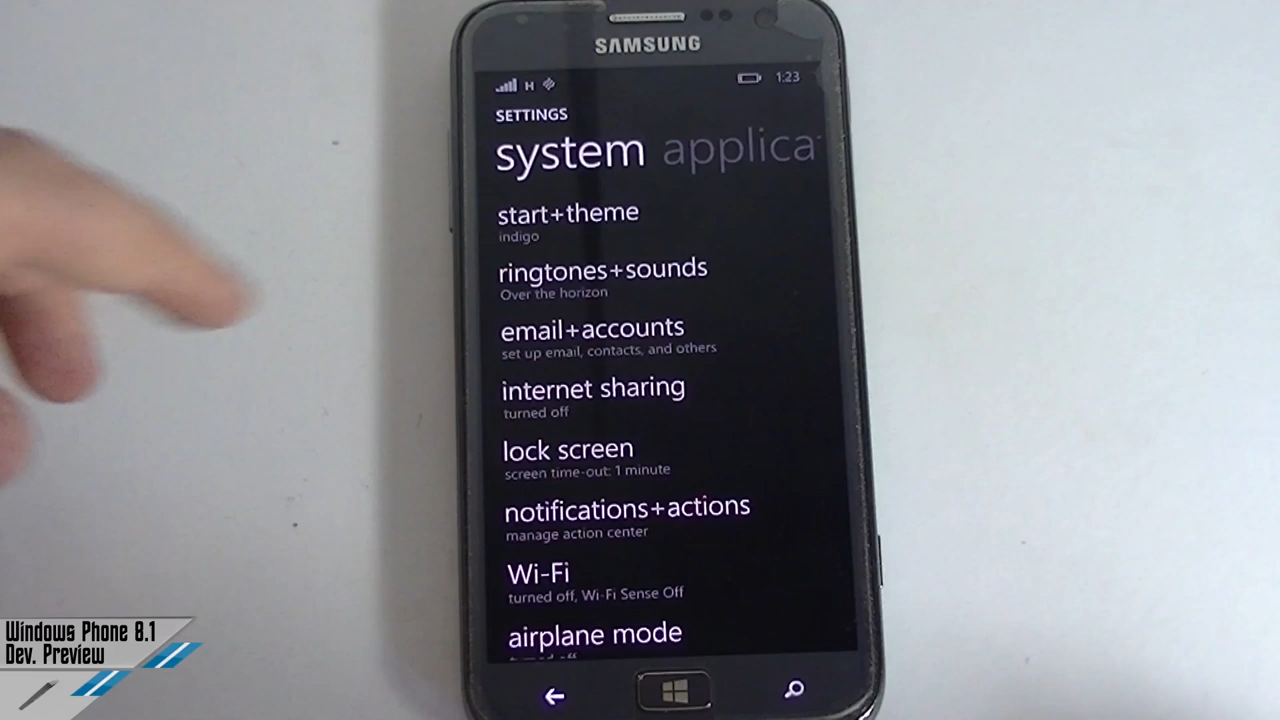 SAMSUNG
H
1:23
SETTINGS
system applica
start+theme
indigo
ringtones+sounds
Over the horizon
email+accounts
set up email, contacts, and others
internet sharing
turned off
lock screen
screen time-out: 1 minute
notifications+actions
manage action center
Wi-Fi
turned off, Wi-Fi Sense Off
airplane mode
turned off
Windows Phone 8.1
Dev. Preview